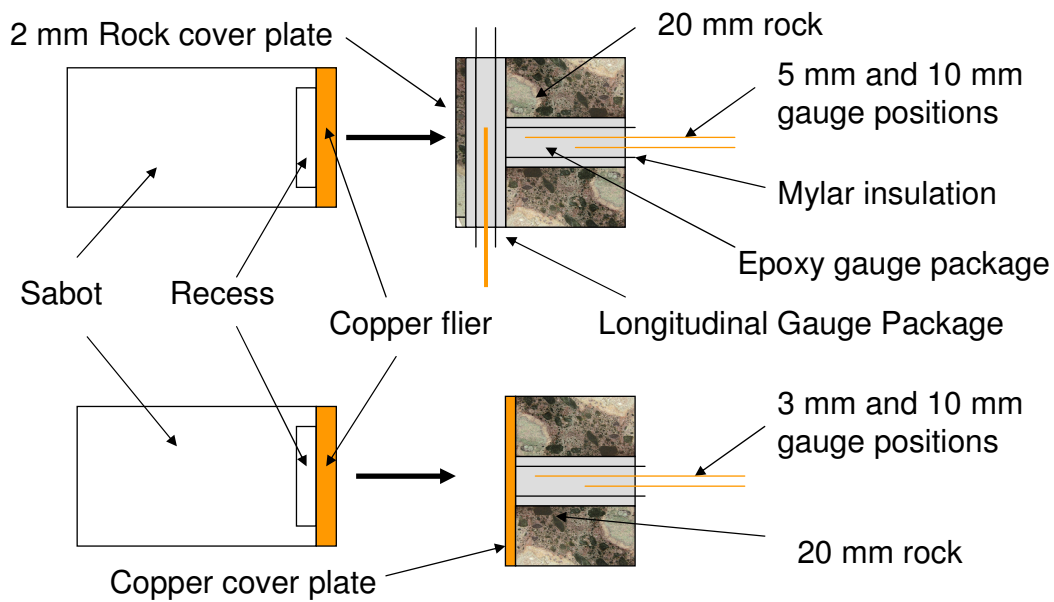 2 mm Rock cover plate
20 mm rock
5 mm and 10 mm
gauge positions
Mylar insulation
Epoxy gauge package
Sabot
Recess
Copper flier
Longitudinal Gauge Package
3 mm and 10 mm
gauge positions
20 mm rock
Copper cover plate